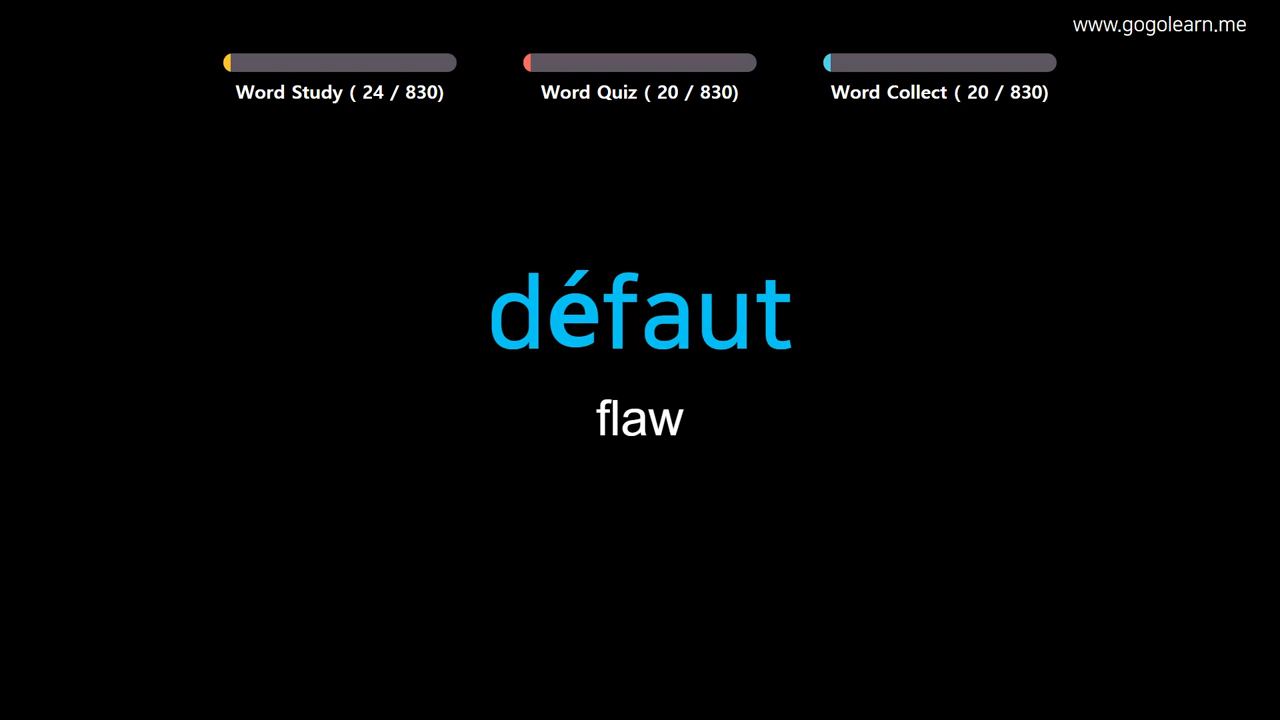 www.gogolearn.me
Word Study ( 24 / 830)
Word Quiz ( 20 / 830)
Word Collect ( 20 / 830)
défaut
flaw